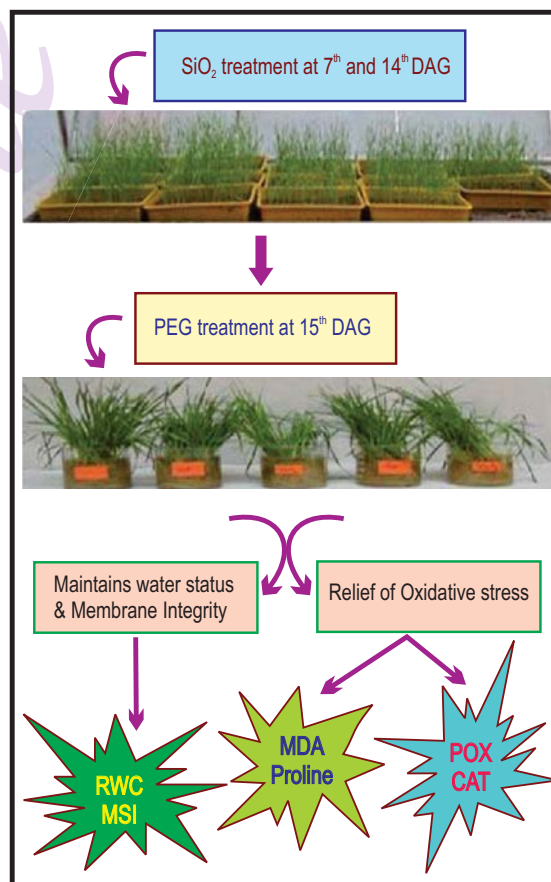 SiO₂ treatment at 7ᵗʰ and 14ᵗʰ DAG
PEG treatment at 15ᵗʰ DAG
Maintains water status
& Membrane Integrity
Relief of Oxidative stress
RWC
MSI
MDA
Proline
POX
CAT